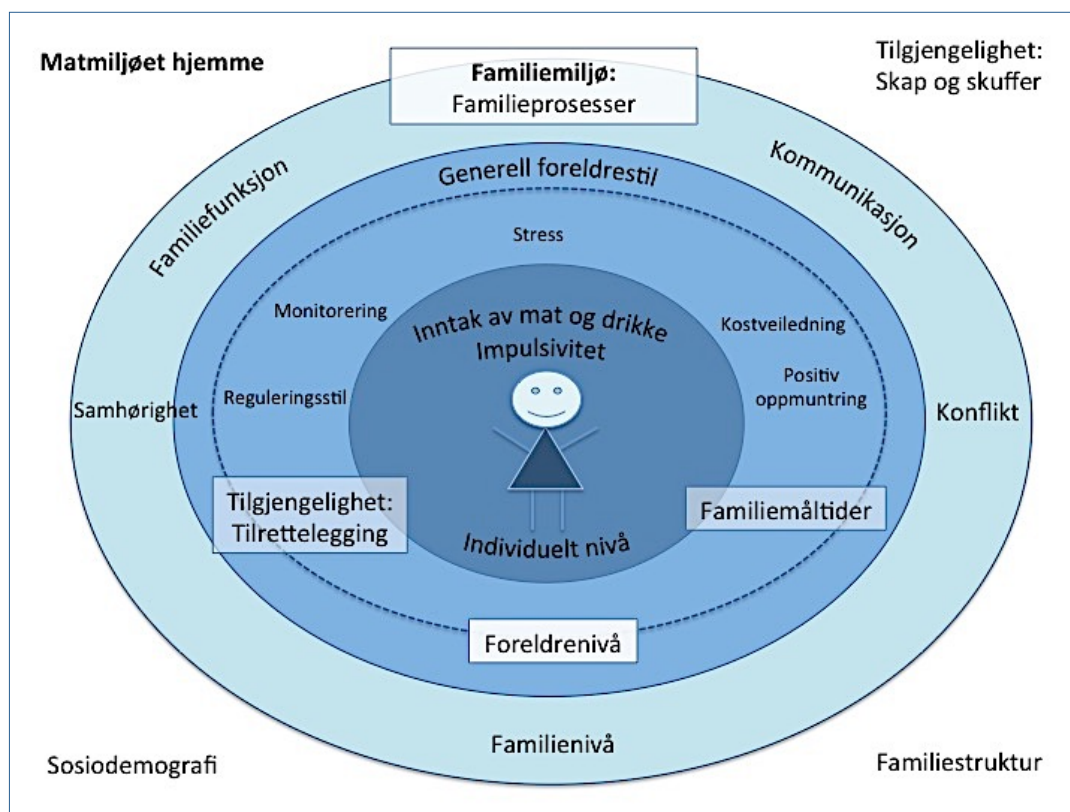 Matmiljøet hjemme
Familiemiljø:
Familieprosesser
Tilgjengelighet:
Skap og skuffer
Familiefunksjon
Generell foreldrestil
Kommunikasjon
Stress
Monitorering
Inntak av mat og drikke
Impulsivitet
Kostveiledning
Reguleringsstil
Positiv
oppmuntring
Samhørighet
Konflikt
Tilgjengelighet:
Tilrettelegging
Familiemåltider
Individuelt nivå
Foreldrenivå
Familienivå
Sosiodemografi
Familiestruktur